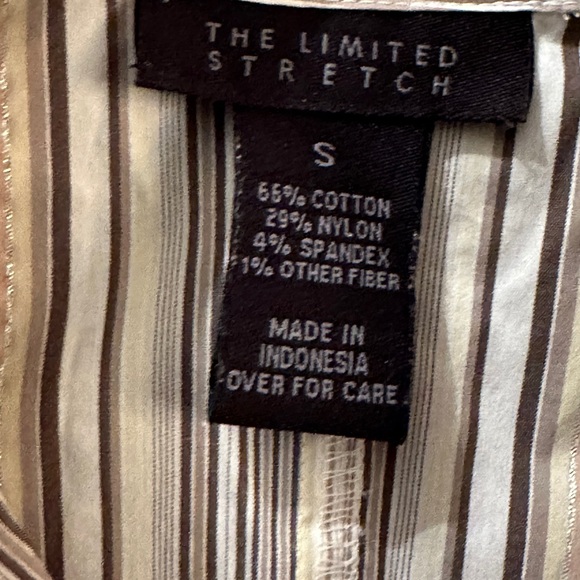 THE LIMITED
STRETCH
S
66% COTTON
29% NYLON
4% SPANDEX
1% OTHER FIBER
MADE IN
INDONESIA
OVER FOR CARE